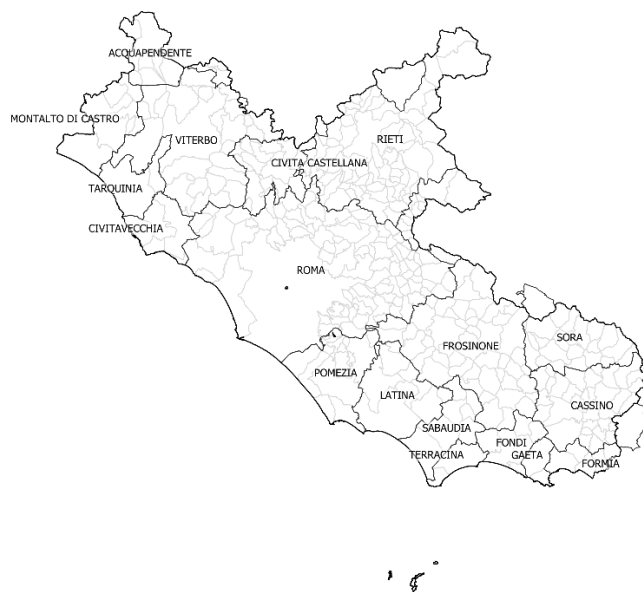 ACQUAPENDENTE
MONTALTO DI CASTRO
VITERBO
RIETI
CIVITA CASTELLANA
TARQUINIA
CIVITAVECCHIA
ROMA
SORA
FROSINONE
POMEZIA
LATINA
CASSINO
SABAUDIA
FONDI
TERRACINA
GAETA
FORMIA